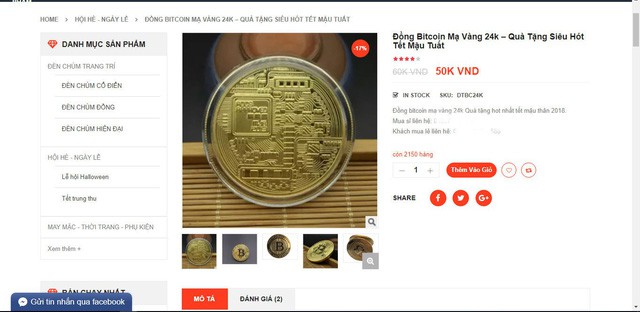 HOME > HỘI HÈ - NGÀY LỄ > ĐỒNG BITCOIN MẠ VÀNG 24K – QUÀ TẶNG SIÊU HÓT TẾT MẬU TUẤT
DANH MỤC SẢN PHẨM
ĐÈN CHÙM TRANG TRÍ
ĐÈN CHÙM CỔ ĐIỂN
ĐÈN CHÙM ĐỒNG
ĐÈN CHÙM HIỆN ĐẠI
HỘI HÈ - NGÀY LỄ
Lễ hội Halloween
Tết trung thu
MAY MẶC - THỜI TRANG - PHỤ KIỆN
Xem thêm +
BÁN CHẠY NHẤT
Gửi tin nhắn qua facebook
-17%
Đồng Bitcoin Mạ Vàng 24k – Quà Tặng Siêu Hót
Tết Mậu Tuất
60K VND 50K VND
IN STOCK SKU: DTBC24K
Đồng bitcoin mạ vàng 24k Quà tặng hot nhất tết mậu thân 2018.
Mua sỉ liên hệ:
Khách mua lẻ liên hệ:
còn 2150 hàng
− 1 + Thêm Vào Giỏ
SHARE
MÔ TẢ ĐÁNH GIÁ (2)